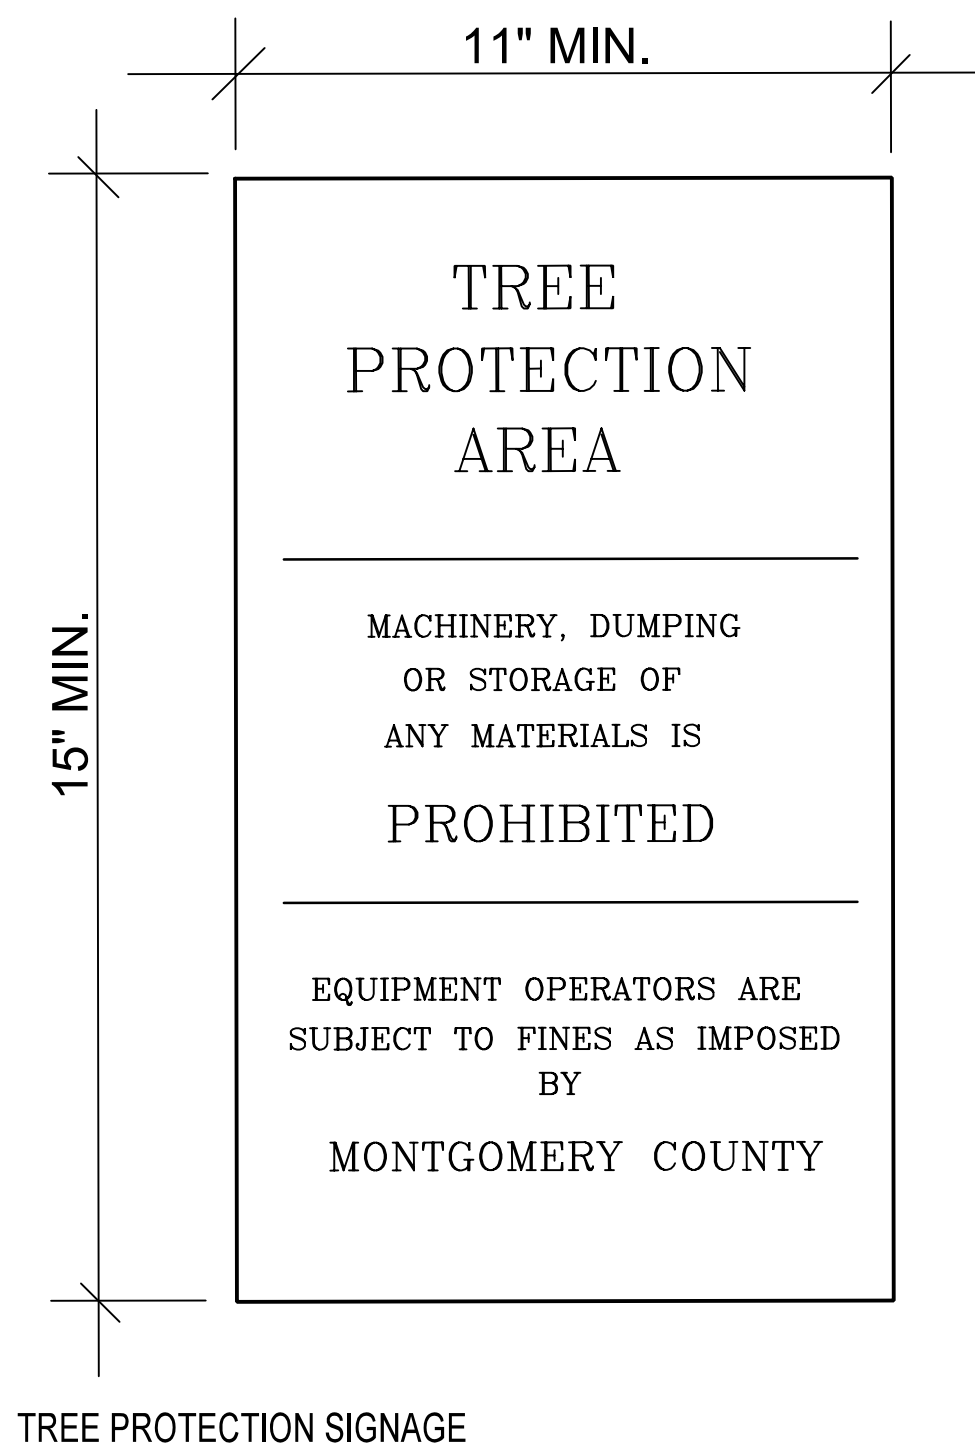 11" MIN.
15" MIN.
TREE
PROTECTION
AREA
MACHINERY, DUMPING
OR STORAGE OF
ANY MATERIALS IS
PROHIBITED
EQUIPMENT OPERATORS ARE
SUBJECT TO FINES AS IMPOSED
BY
MONTGOMERY COUNTY
TREE PROTECTION SIGNAGE